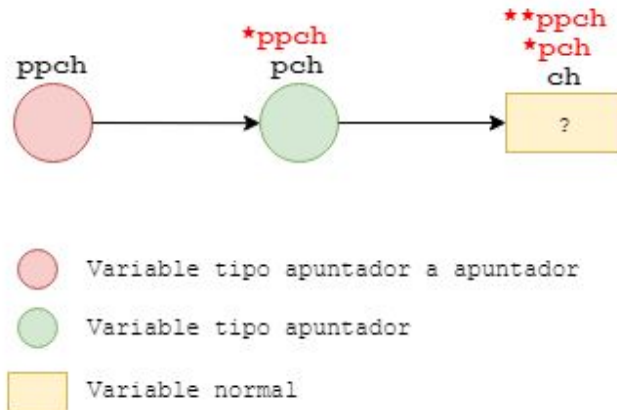 **ppch
*ppch
*pch
ppch
pch
ch
?
Variable tipo apuntador a apuntador
Variable tipo apuntador
Variable normal